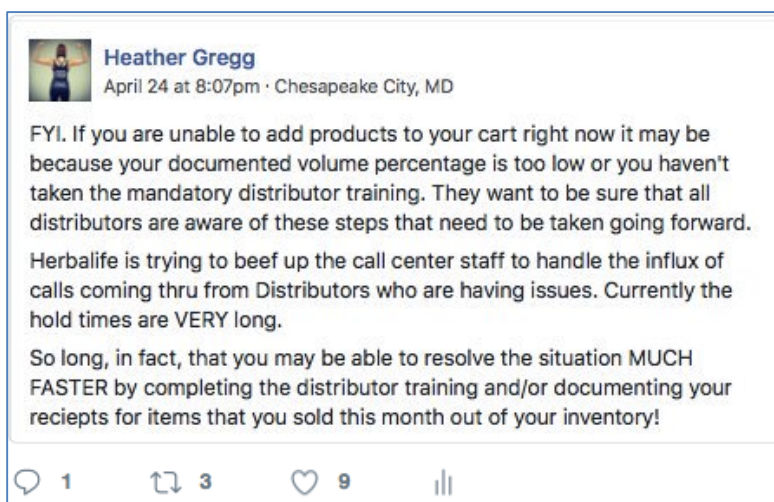 Heather Gregg
April 24 at 8:07pm · Chesapeake City, MD
FYI. If you are unable to add products to your cart right now it may be
because your documented volume percentage is too low or you haven't
taken the mandatory distributor training. They want to be sure that all
distributors are aware of these steps that need to be taken going forward.
Herbalife is trying to beef up the call center staff to handle the influx of
calls coming thru from Distributors who are having issues. Currently the
hold times are VERY long.
So long, in fact, that you may be able to resolve the situation MUCH
FASTER by completing the distributor training and/or documenting your
reciepts for items that you sold this month out of your inventory!
1 3 9